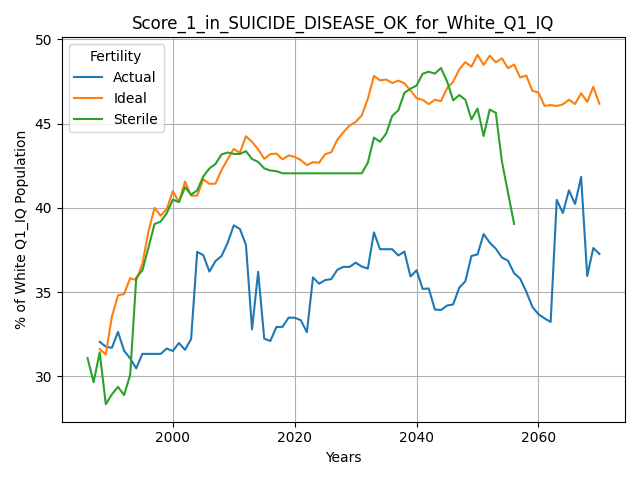 Score_1_in_SUICIDE_DISEASE_OK_for_White_Q1_IQ
Fertility
Actual
Ideal
Sterile
% of White Q1_IQ Population
50
45
40
35
30
2000
2020
2040
2060
Years